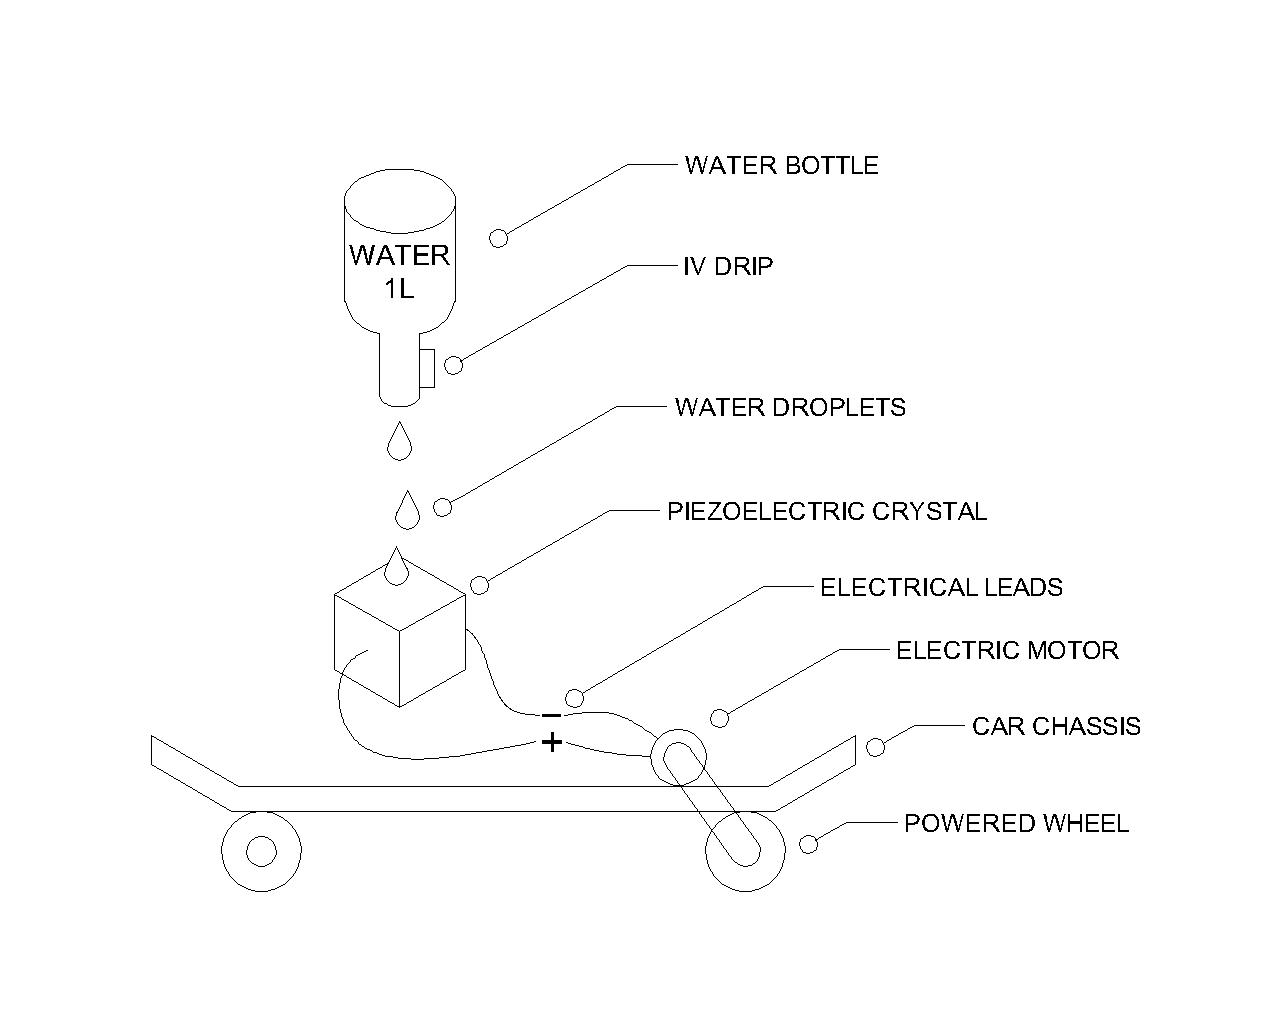 WATER BOTTLE
WATER
1L
IV DRIP
WATER DROPLETS
PIEZOELECTRIC CRYSTAL
ELECTRICAL LEADS
ELECTRIC MOTOR
−
+
CAR CHASSIS
POWERED WHEEL